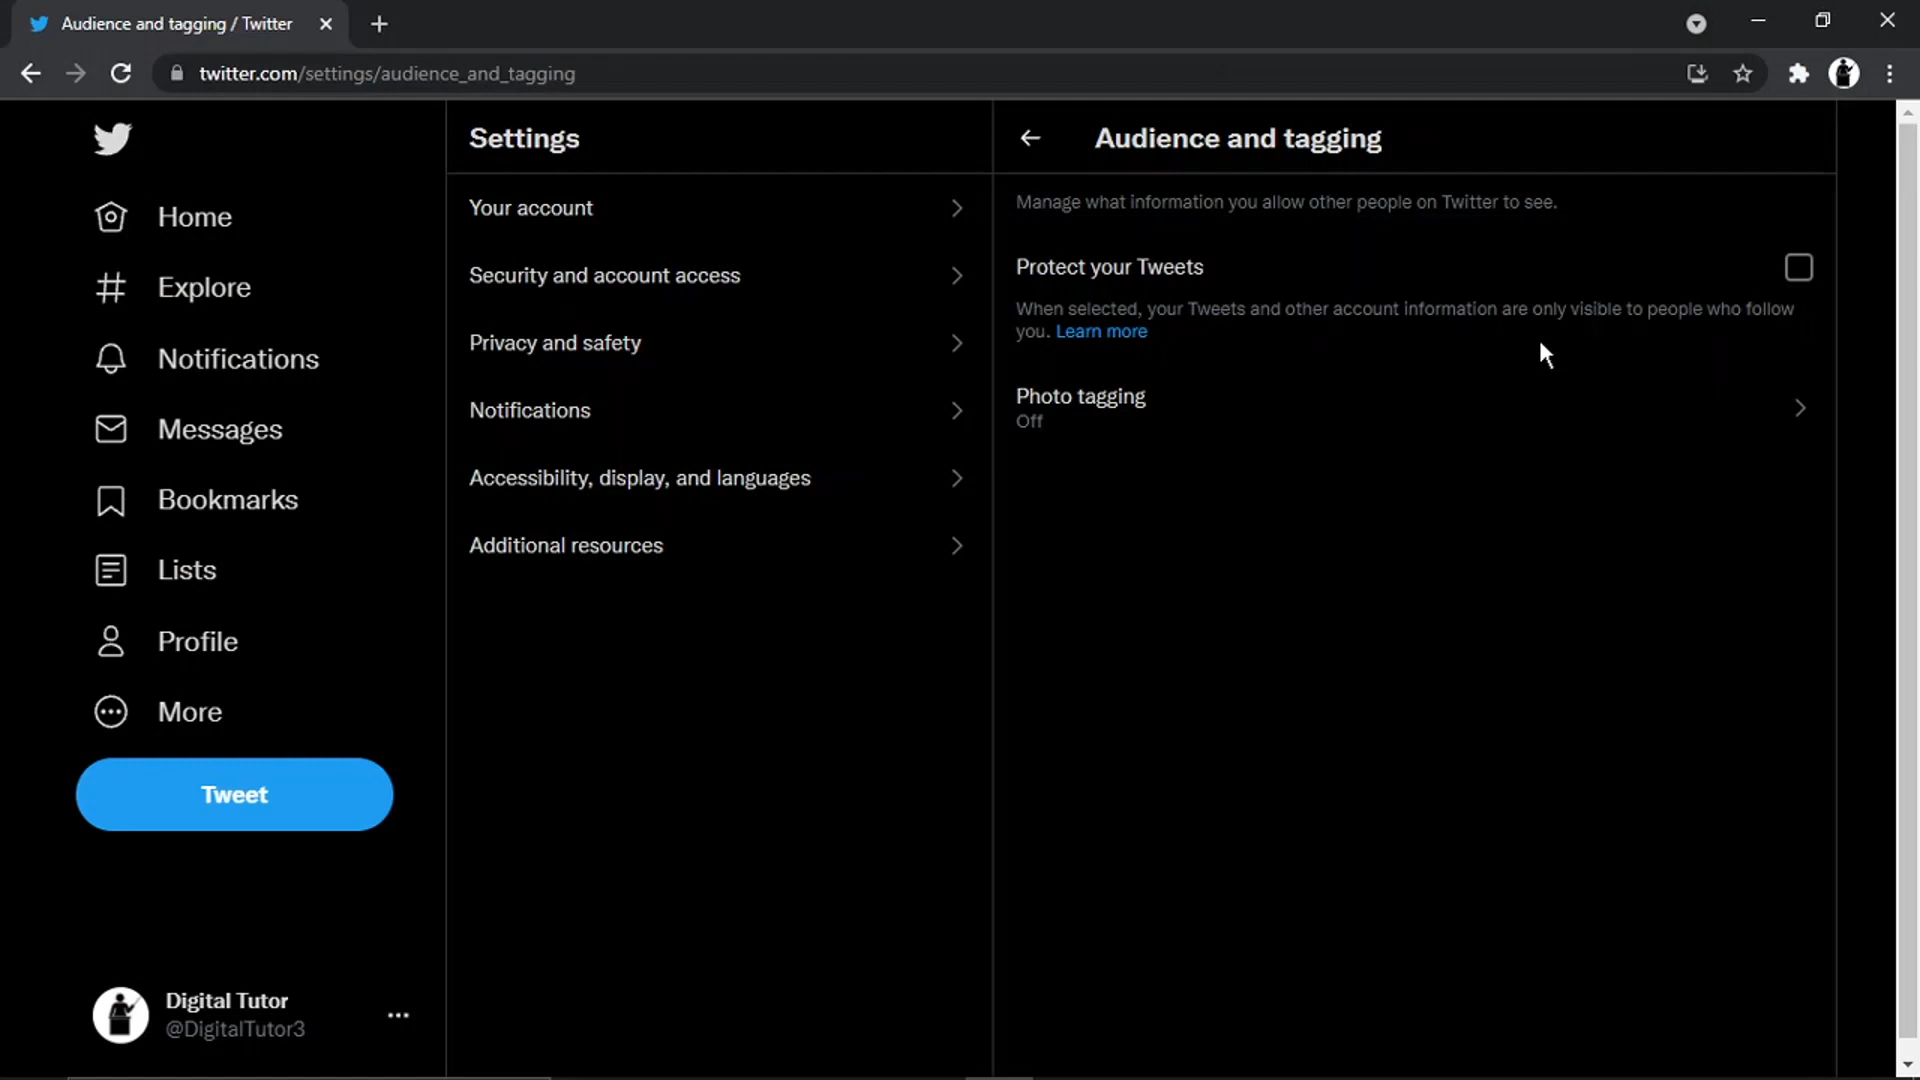 Audience and tagging / Twitter
twitter.com/settings/audience_and_tagging
Home
Explore
Notifications
Messages
Bookmarks
Lists
Profile
More
Tweet
Digital Tutor
@DigitalTutor3
Settings
Your account
Security and account access
Privacy and safety
Notifications
Accessibility, display, and languages
Additional resources
Audience and tagging
Manage what information you allow other people on Twitter to see.
Protect your Tweets
When selected, your Tweets and other account information are only visible to people who follow
you. Learn more
Photo tagging
Off